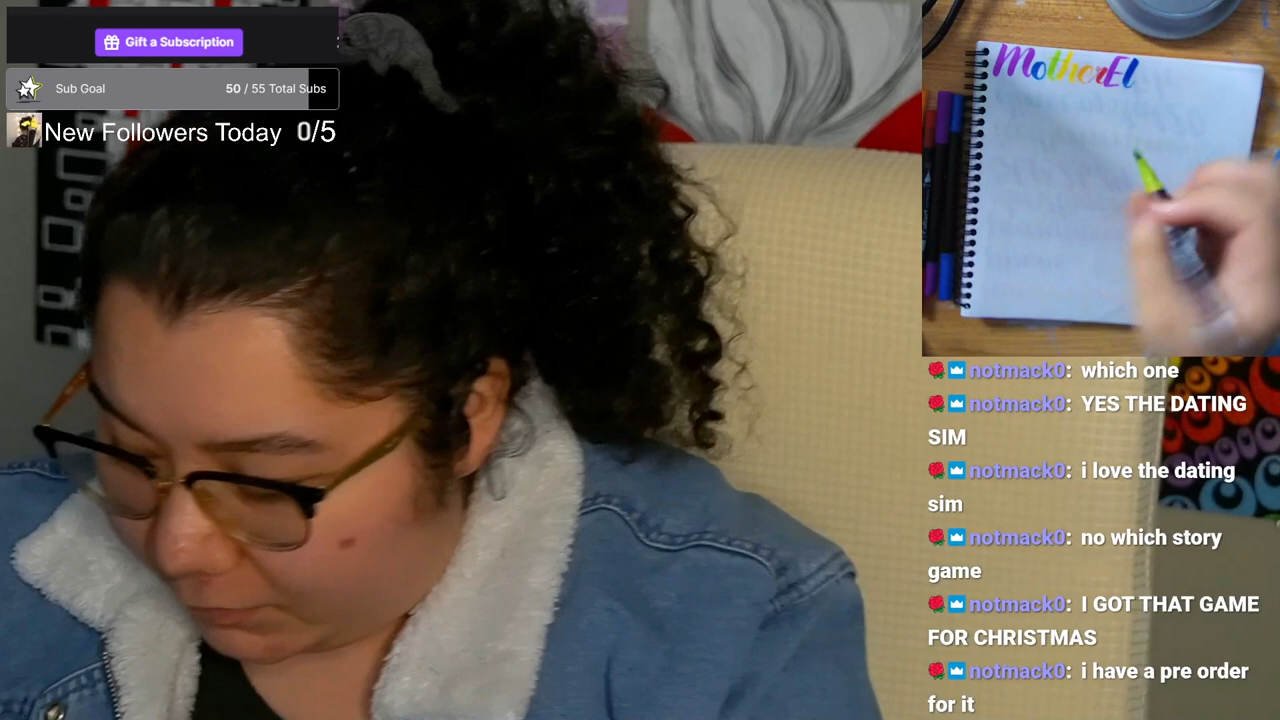 Gift a Subscription
Sub Goal 50 / 55 Total Subs
New Followers Today 0/5
MotherEl
notmack0: which one
notmack0: YES THE DATING
SIM
notmack0: i love the dating
sim
notmack0: no which story
game
notmack0: I GOT THAT GAME
FOR CHRISTMAS
notmack0: i have a pre order
for it